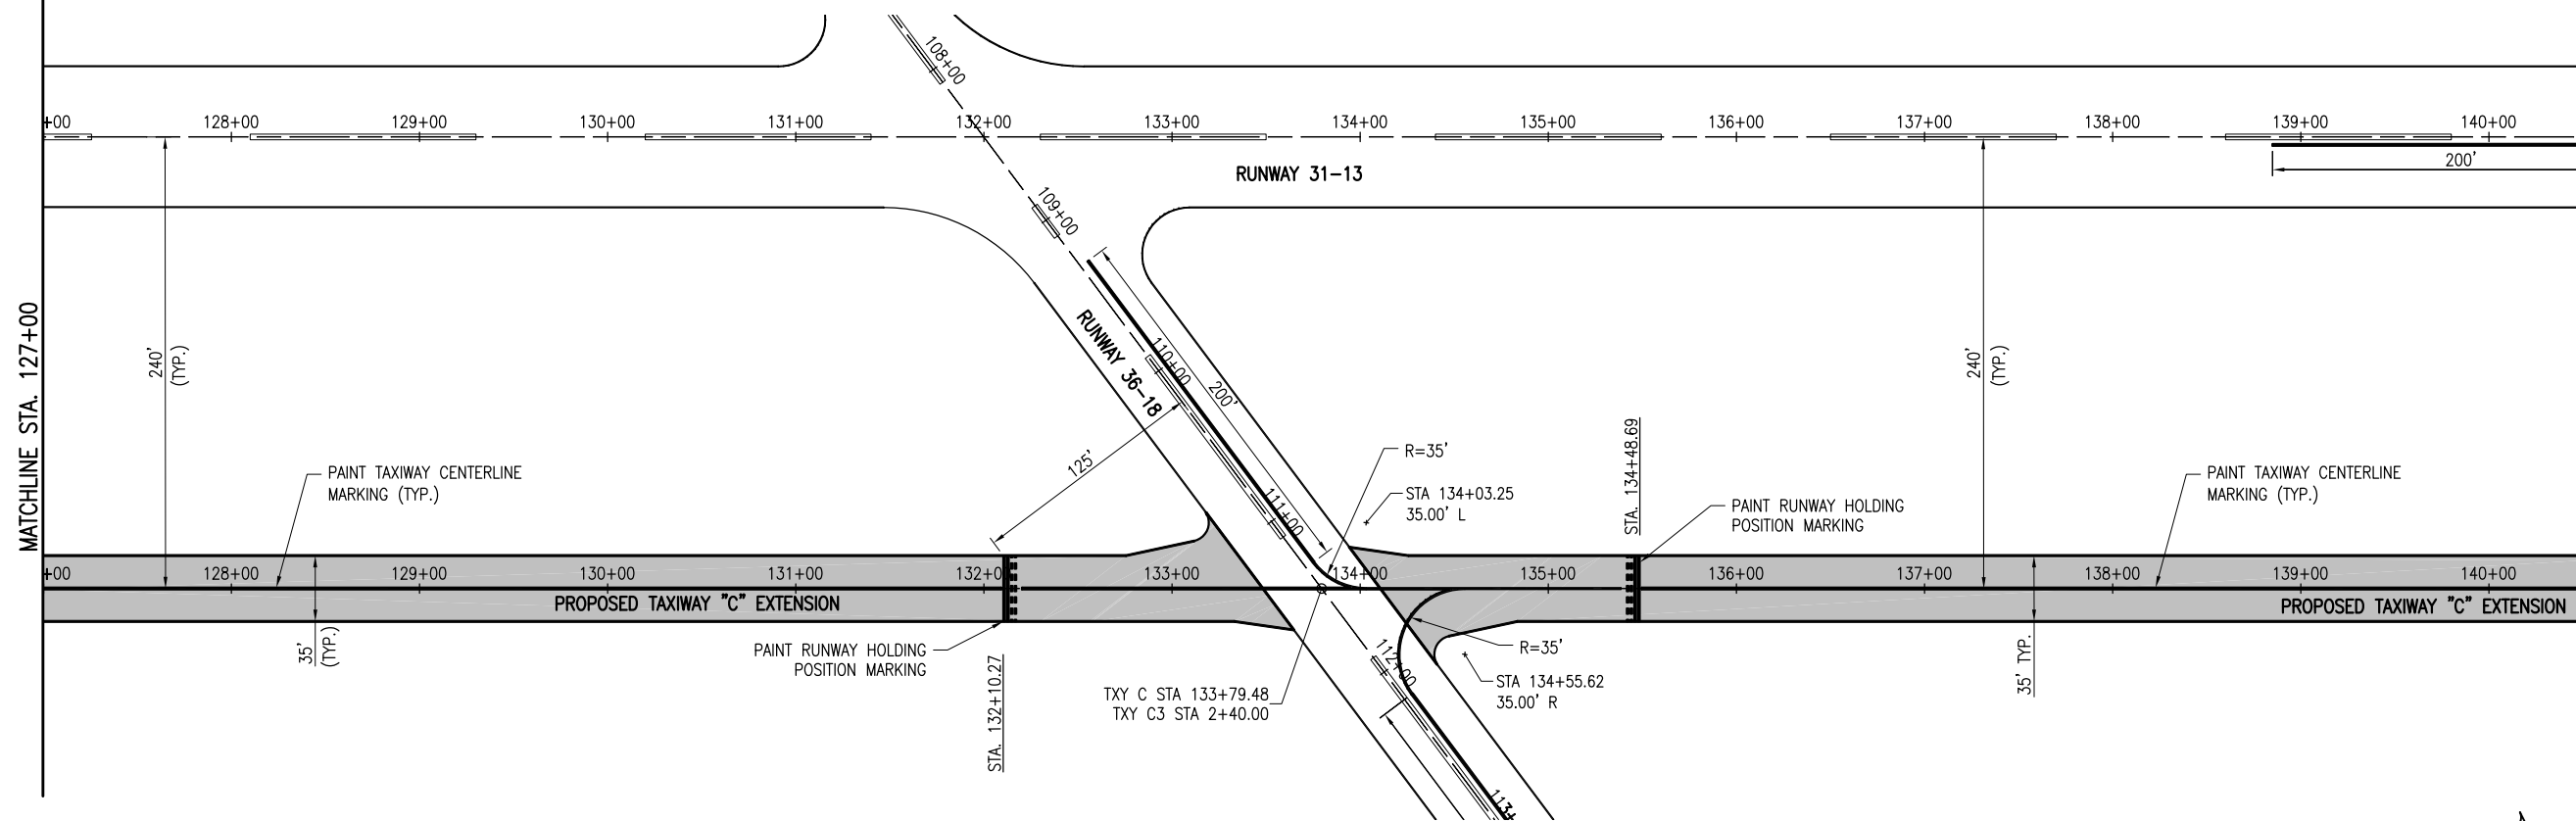 108+00
+00 128+00 129+00 130+00 131+00 132+00 133+00 134+00 135+00 136+00 137+00 138+00 139+00 140+00
200'
RUNWAY 31-13
109+00
MATCHLINE STA. 127+00
240'
(TYP.)
RUNWAY 36-18
110+00
200'
240'
(TYP.)
125'
R=35'
STA. 134+48.69
PAINT TAXIWAY CENTERLINE
MARKING (TYP.)
111+00
STA 134+03.25
35.00' L
PAINT RUNWAY HOLDING
POSITION MARKING
PAINT TAXIWAY CENTERLINE
MARKING (TYP.)
+00 128+00 129+00 130+00 131+00 132+00 133+00 134+00 135+00 136+00 137+00 138+00 139+00 140+00
PROPOSED TAXIWAY "C" EXTENSION
PROPOSED TAXIWAY "C" EXTENSION
35'
(TYP.)
PAINT RUNWAY HOLDING
POSITION MARKING
STA. 132+10.27
112+00
R=35'
STA 134+55.62
35.00' R
35' TYP.
TXY C STA 133+79.48
TXY C3 STA 2+40.00
113+